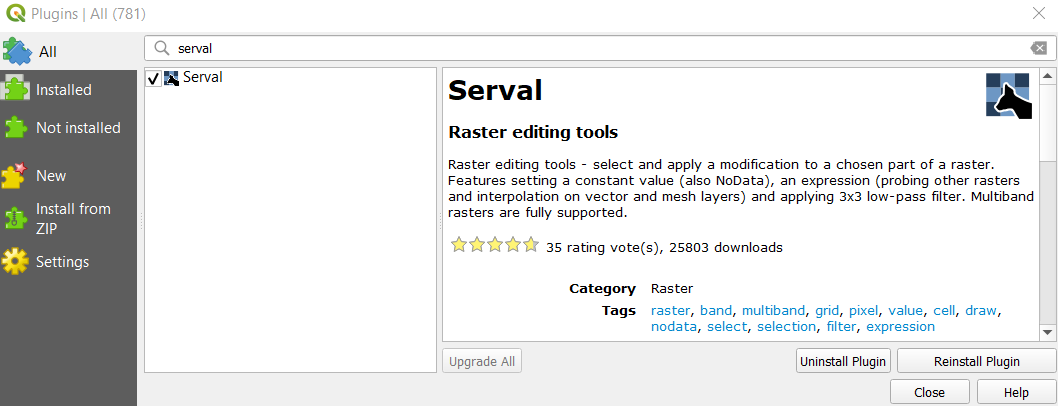 Plugins | All (781)
All
serval
Installed
Not installed
New
Install from
ZIP
Settings
Serval
Serval
Raster editing tools
Raster editing tools - select and apply a modification to a chosen part of a raster.
Features setting a constant value (also NoData), an expression (probing other rasters
and interpolation on vector and mesh layers) and applying 3x3 low-pass filter. Multiband
rasters are fully supported.
35 rating vote(s), 25803 downloads
Category Raster
Tags raster, band, multiband, grid, pixel, value, cell, draw,
nodata, select, selection, filter, expression
Upgrade All Uninstall Plugin Reinstall Plugin
Close Help